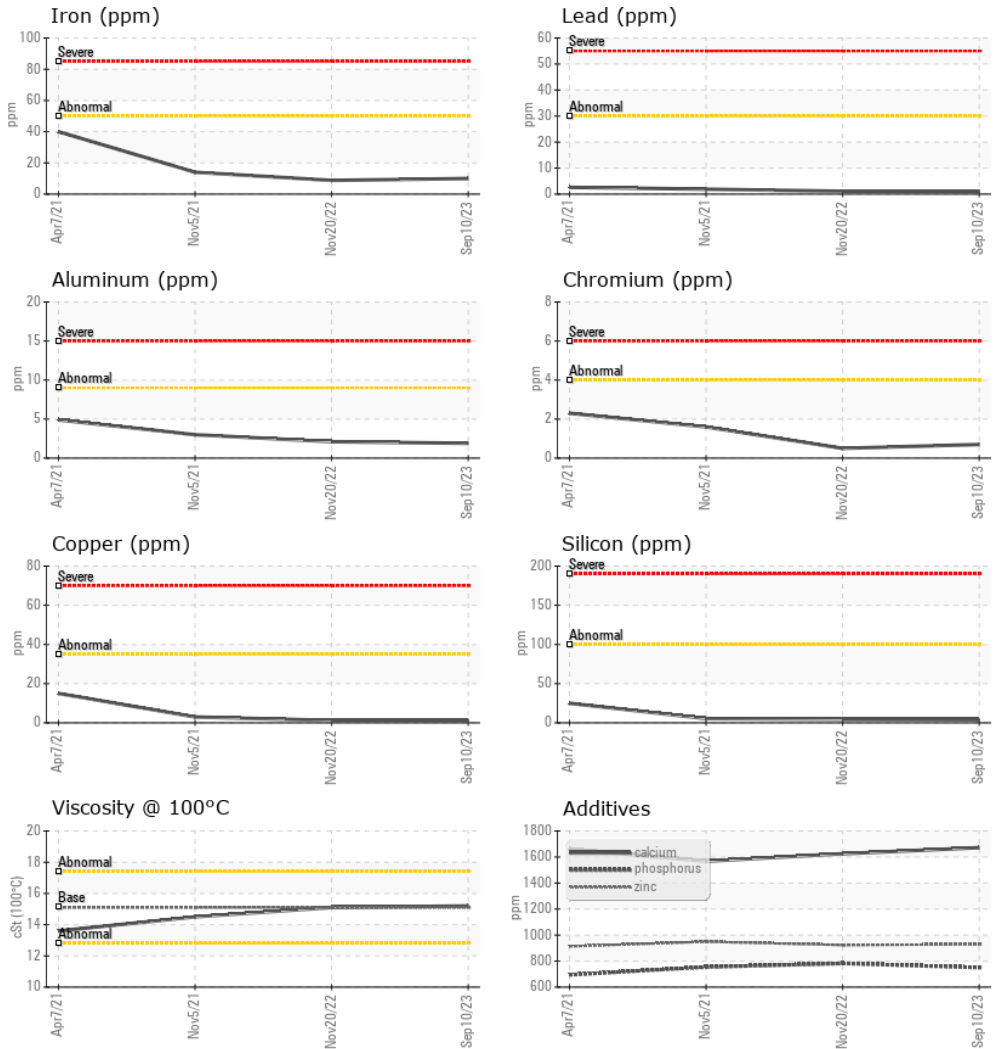 Iron (ppm)
100
80
60
40
20
0
ppm
Severe
Abnormal
Apr7/21
Nov5/21
Nov20/22
Sep10/23
Lead (ppm)
60
50
40
30
20
10
0
ppm
Severe
Abnormal
Apr7/21
Nov5/21
Nov20/22
Sep10/23
Aluminum (ppm)
20
15
10
5
0
ppm
Severe
Abnormal
Apr7/21
Nov5/21
Nov20/22
Sep10/23
Chromium (ppm)
8
6
4
2
0
ppm
Severe
Abnormal
Apr7/21
Nov5/21
Nov20/22
Sep10/23
Copper (ppm)
80
60
40
20
0
ppm
Severe
Abnormal
Apr7/21
Nov5/21
Nov20/22
Sep10/23
Silicon (ppm)
200
150
100
50
0
ppm
Severe
Abnormal
Apr7/21
Nov5/21
Nov20/22
Sep10/23
Viscosity @ 100°C
20
18
16
14
12
10
cSt (100°C)
Abnormal
Base
Abnormal
Apr7/21
Nov5/21
Nov20/22
Sep10/23
Additives
1800
1600
1400
1200
1000
800
600
ppm
calcium
phosphorus
zinc
Apr7/21
Nov5/21
Nov20/22
Sep10/23